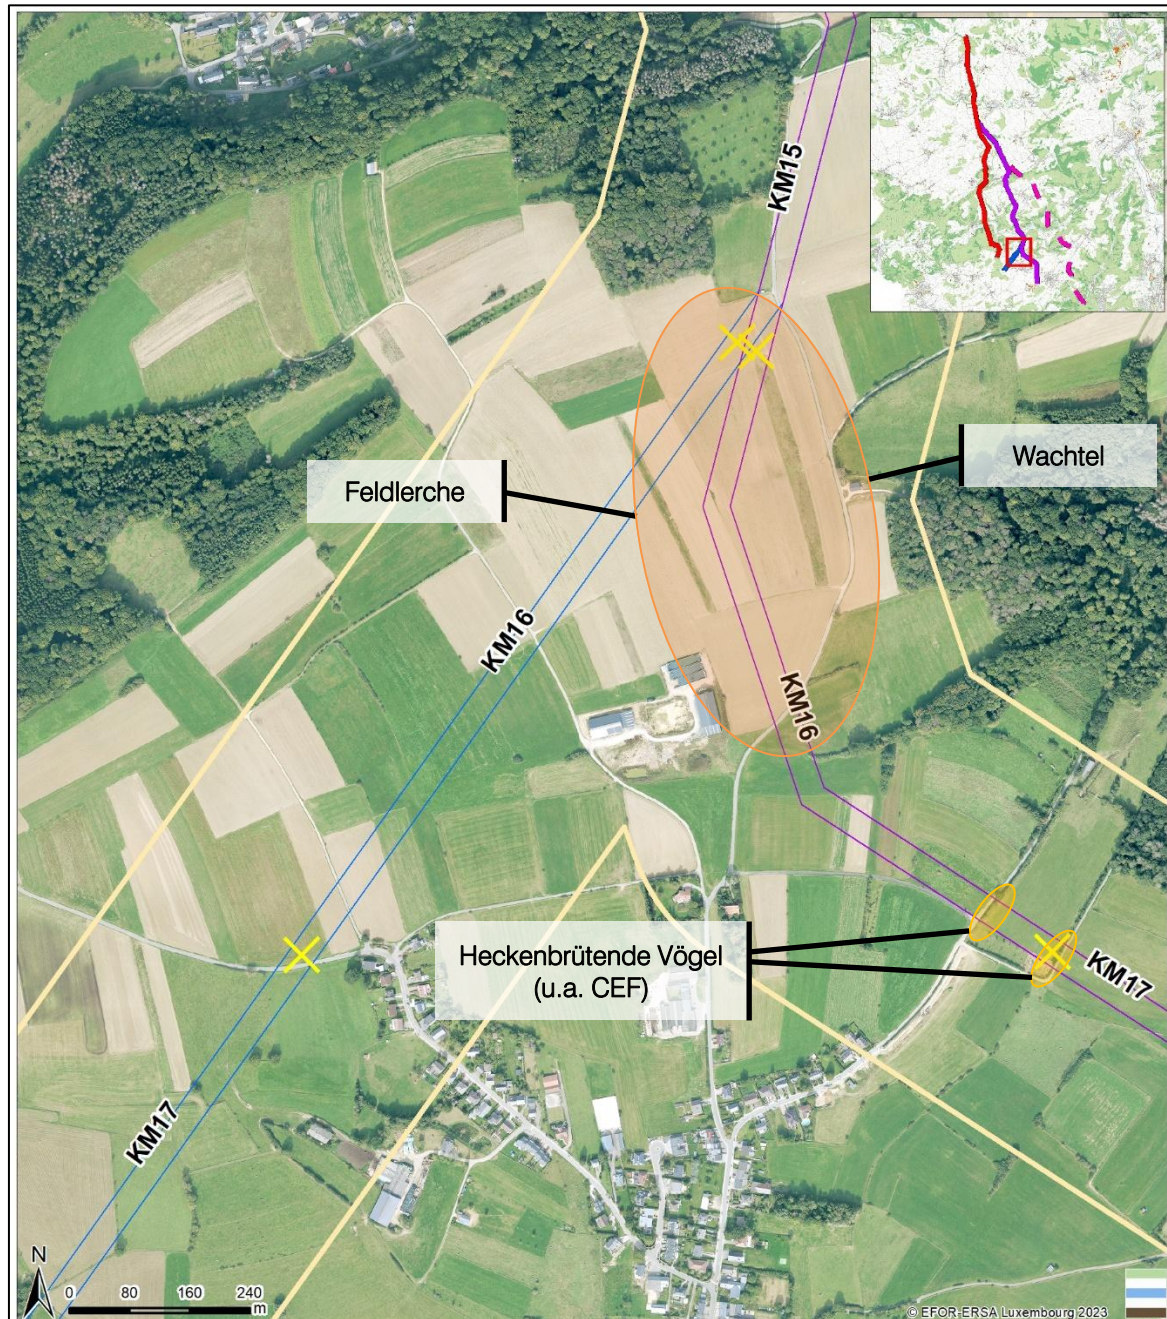 KM15
Wachtel
Feldlerche
KM16
KM16
Heckenbrütende Vögel
(u.a. CEF)
KM17
KM17
N
0 80 160 240
m
© EFOR-ERSA Luxembourg 2023